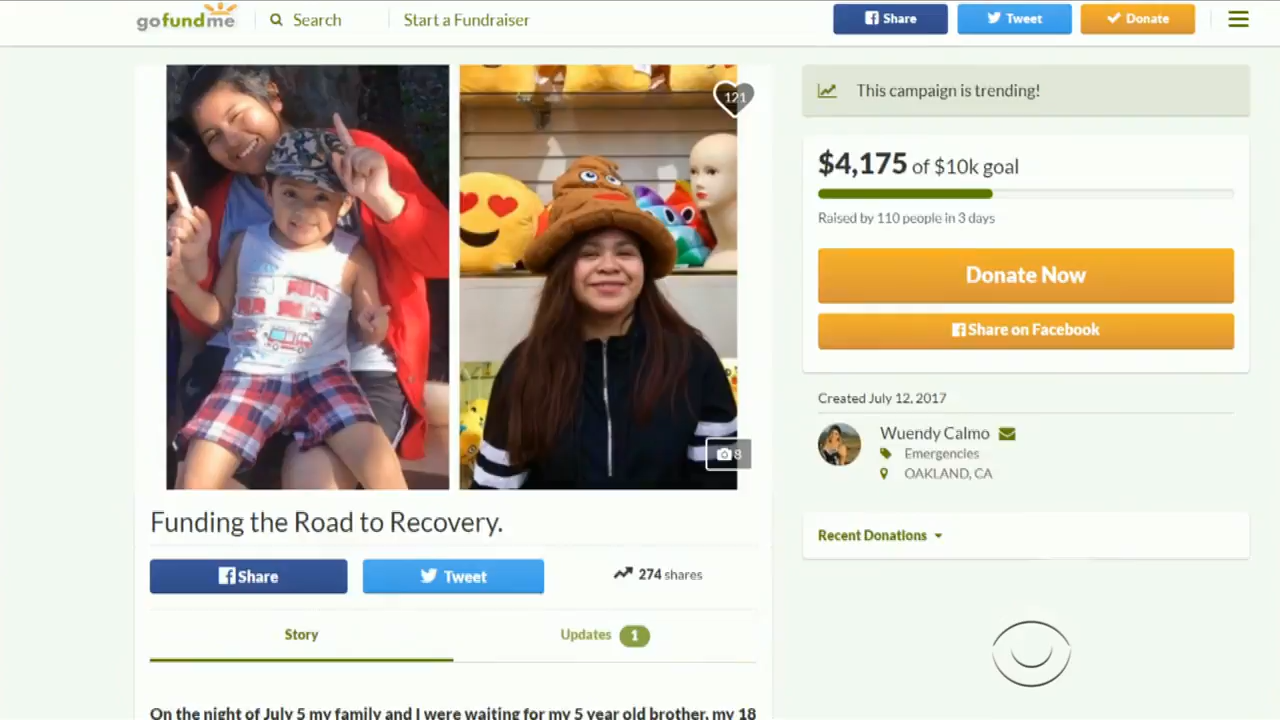 gofundme
Search
Start a Fundraiser
Share
Tweet
Donate
121
8
This campaign is trending!
$4,175 of $10k goal
Raised by 110 people in 3 days
Donate Now
Share on Facebook
Created July 12, 2017
Wuendy Calmo
Emergencies
OAKLAND, CA
Recent Donations
Funding the Road to Recovery.
Share
Tweet
274 shares
Story
Updates 1
On the night of July 5 my family and I were waiting for my 5 year old brother, my 18